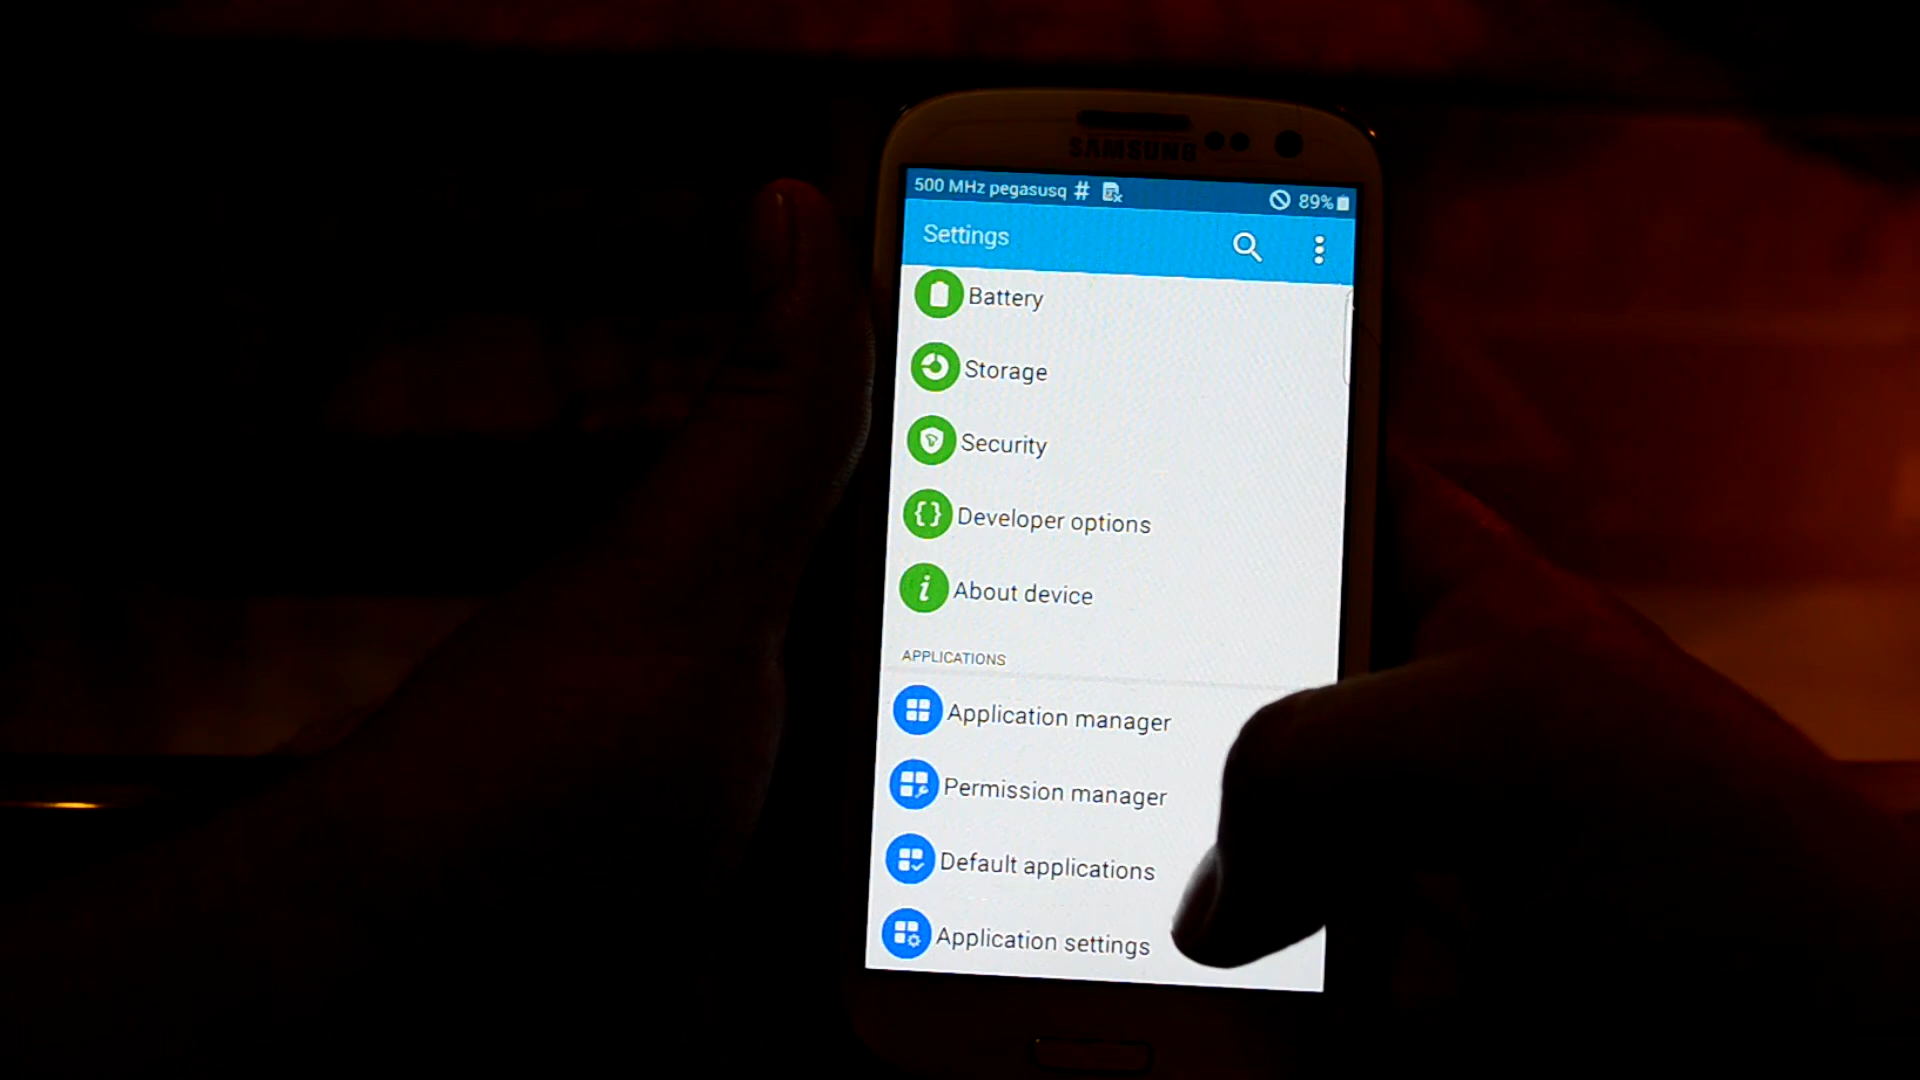 SAMSUNG
500 MHz pegasusq # 89%
Settings
Battery
Storage
Security
Developer options
About device
APPLICATIONS
Application manager
Permission manager
Default applications
Application settings